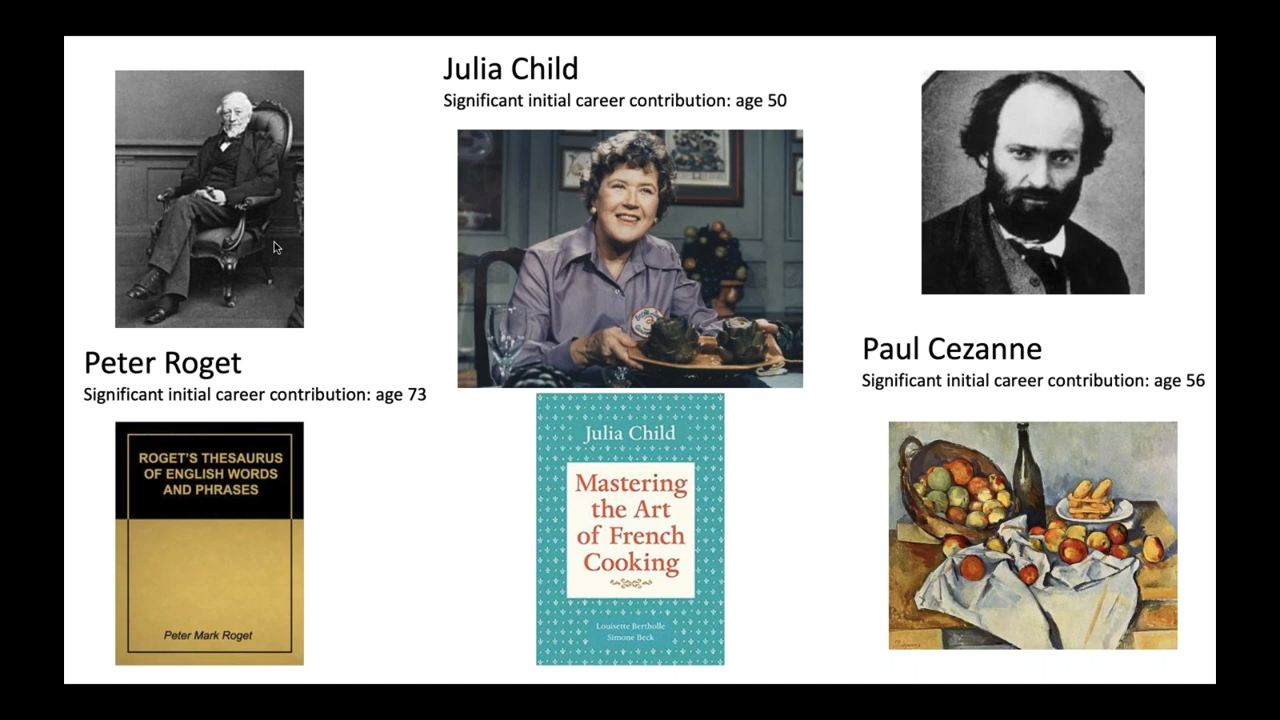 Julia Child
Significant initial career contribution: age 50
Peter Roget
Significant initial career contribution: age 73
ROGET'S THESAURUS
OF ENGLISH WORDS
AND PHRASES
Peter Mark Roget
Julia Child
Mastering
the Art
of French
Cooking
Louisette Bertholle
Simone Beck
Paul Cezanne
Significant initial career contribution: age 56